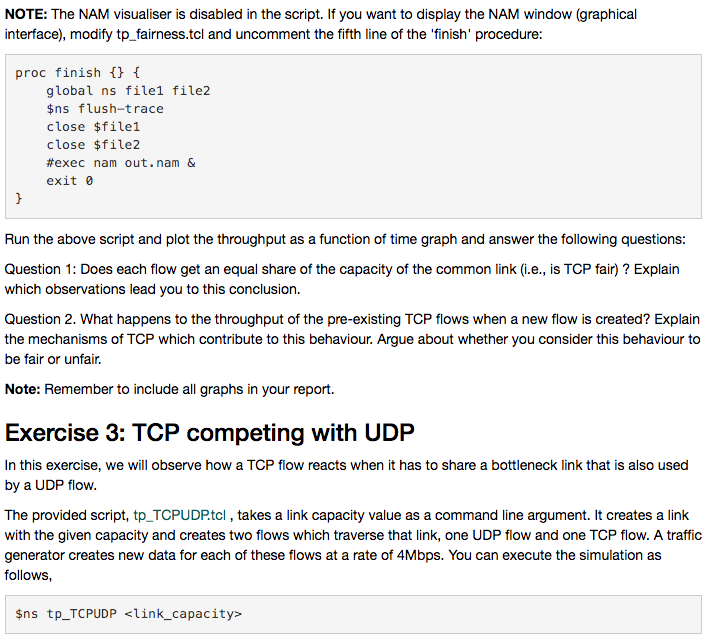 NOTE: The NAM visualiser is disabled in the script. If you want to display the NAM window (graphical
interface), modify tp_fairness.tcl and uncomment the fifth line of the 'finish' procedure:
proc finish {} {
    global ns file1 file2
    $ns flush-trace
    close $file1
    close $file2
    #exec nam out.nam &
    exit 0
}
Run the above script and plot the throughput as a function of time graph and answer the following questions:
Question 1: Does each flow get an equal share of the capacity of the common link (i.e., is TCP fair) ? Explain
which observations lead you to this conclusion.
Question 2. What happens to the throughput of the pre-existing TCP flows when a new flow is created? Explain
the mechanisms of TCP which contribute to this behaviour. Argue about whether you consider this behaviour to
be fair or unfair.
Note: Remember to include all graphs in your report.
Exercise 3: TCP competing with UDP
In this exercise, we will observe how a TCP flow reacts when it has to share a bottleneck link that is also used
by a UDP flow.
The provided script, tp_TCPUDP.tcl , takes a link capacity value as a command line argument. It creates a link
with the given capacity and creates two flows which traverse that link, one UDP flow and one TCP flow. A traffic
generator creates new data for each of these flows at a rate of 4Mbps. You can execute the simulation as
follows,
$ns tp_TCPUDP <link_capacity>